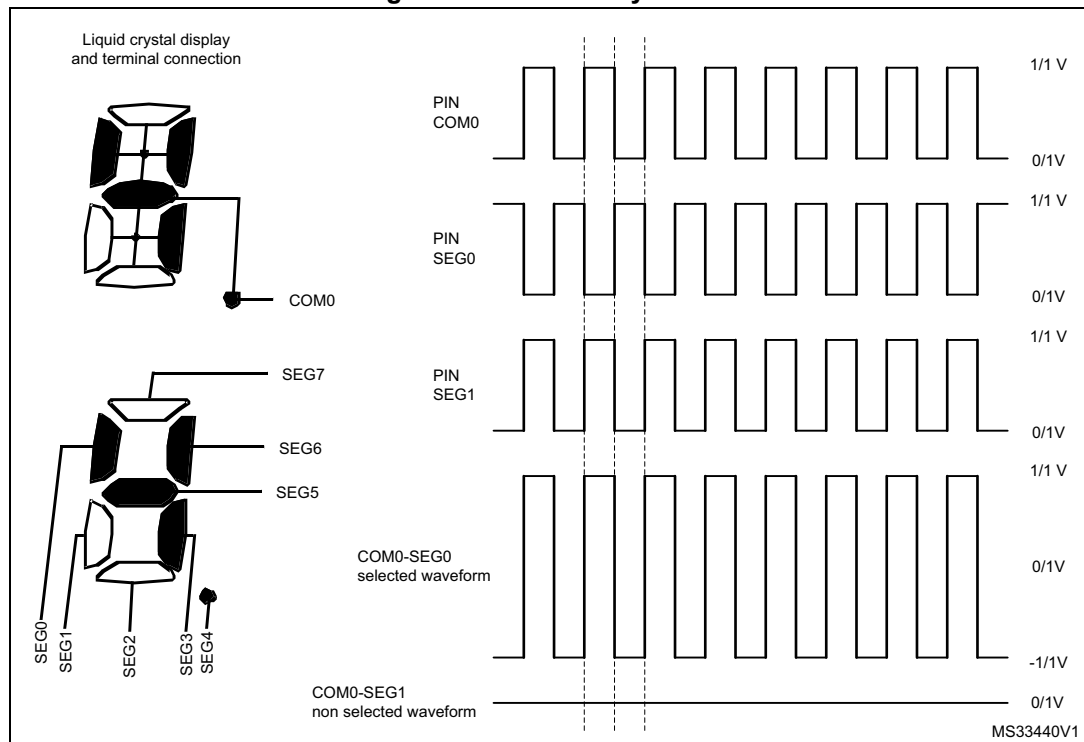 Liquid crystal display
and terminal connection
COM0
SEG7
SEG6
SEG5
SEG0
SEG1
SEG2
SEG3
SEG4
PIN
COM0
1/1 V
0/1V
PIN
SEG0
1/1 V
0/1V
PIN
SEG1
1/1 V
0/1V
COM0-SEG0
selected waveform
1/1 V
0/1V
-1/1V
COM0-SEG1
non selected waveform
0/1V
MS33440V1